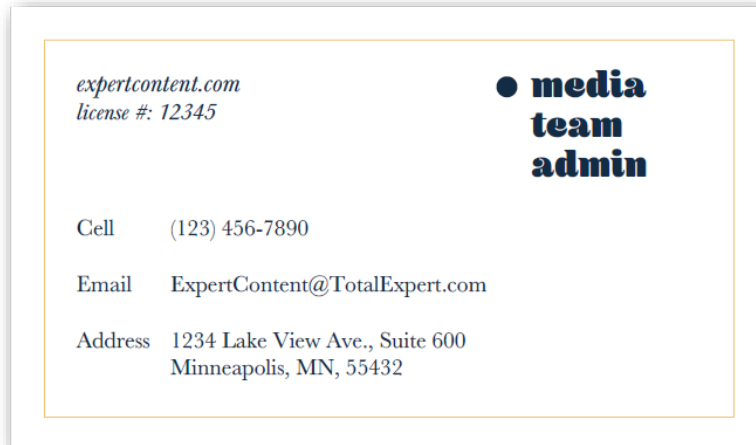 expertcontent.com
license #: 12345
media
team
admin
Cell (123) 456-7890
Email ExpertContent@TotalExpert.com
Address 1234 Lake View Ave., Suite 600
Minneapolis, MN, 55432